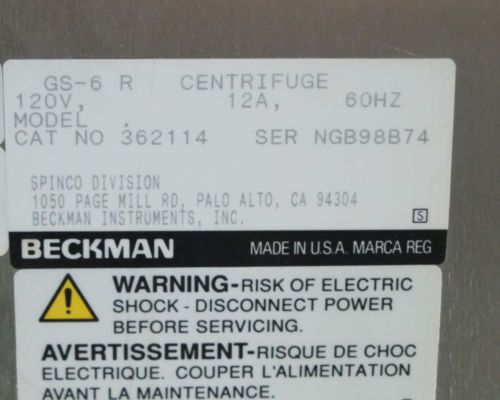 GS-6 R CENTRIFUGE
120V, 12A, 60HZ
MODEL .
CAT NO 362114 SER NGB98B74
SPINCO DIVISION
1050 PAGE MILL RD, PALO ALTO, CA 94304
BECKMAN INSTRUMENTS, INC.
S
BECKMAN MADE IN U.S.A. MARCA REG
WARNING-RISK OF ELECTRIC
SHOCK - DISCONNECT POWER
BEFORE SERVICING.
AVERTISSEMENT-RISQUE DE CHOC
ELECTRIQUE. COUPER L'ALIMENTATION
AVANT LA MAINTENANCE.